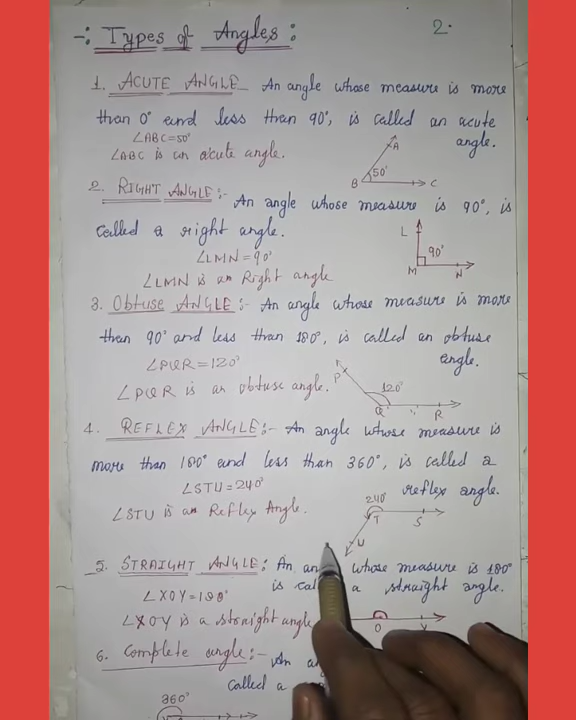 -: Types of Angles :
2.
1. ACUTE ANGLE - An angle whose measure is more
than 0° and less than 90°, is called an acute
angle.
∠ABC=50°
∠ABC is an acute angle.
A
50°
B C
2. RIGHT ANGLE :- An angle whose measure is 90°, is
called a right angle.
L
∠LMN=90°
90°
∠LMN is an Right angle
M N
3. Obtuse ANGLE :- An angle whose measure is more
than 90° and less than 180°, is called an obtuse
angle.
∠PQR=120°
∠PQR is an obtuse angle.
P
120°
Q R
4. REFLEX ANGLE :- An angle whose measure is
more than 180° and less than 360°, is called a
reflex angle.
∠STU=240°
∠STU is an Reflex Angle.
240°
T S
U
5. STRAIGHT ANGLE : An whose measure is 180°
is a straight angle.
∠XOY=180°
∠XOY is a straight angle
O Y
6. Complete angle :- An
called a
360°